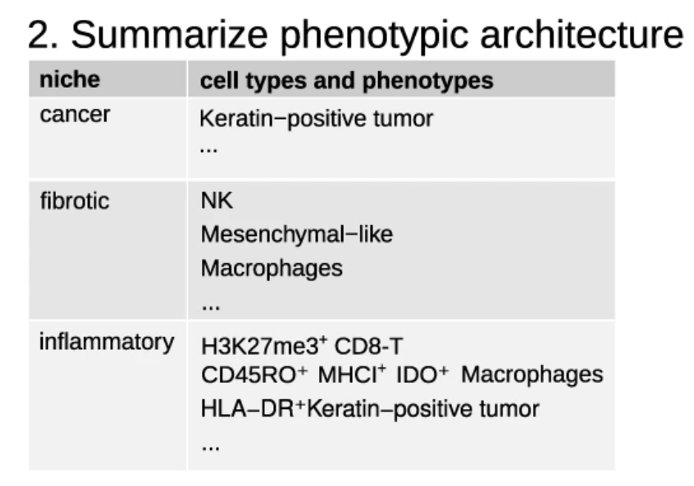 2. Summarize phenotypic architecture
niche cell types and phenotypes
cancer Keratin−positive tumor
...
fibrotic NK
Mesenchymal−like
Macrophages
...
inflammatory H3K27me3⁺ CD8-T
CD45RO⁺ MHCI⁺ IDO⁺ Macrophages
HLA−DR⁺Keratin−positive tumor
...